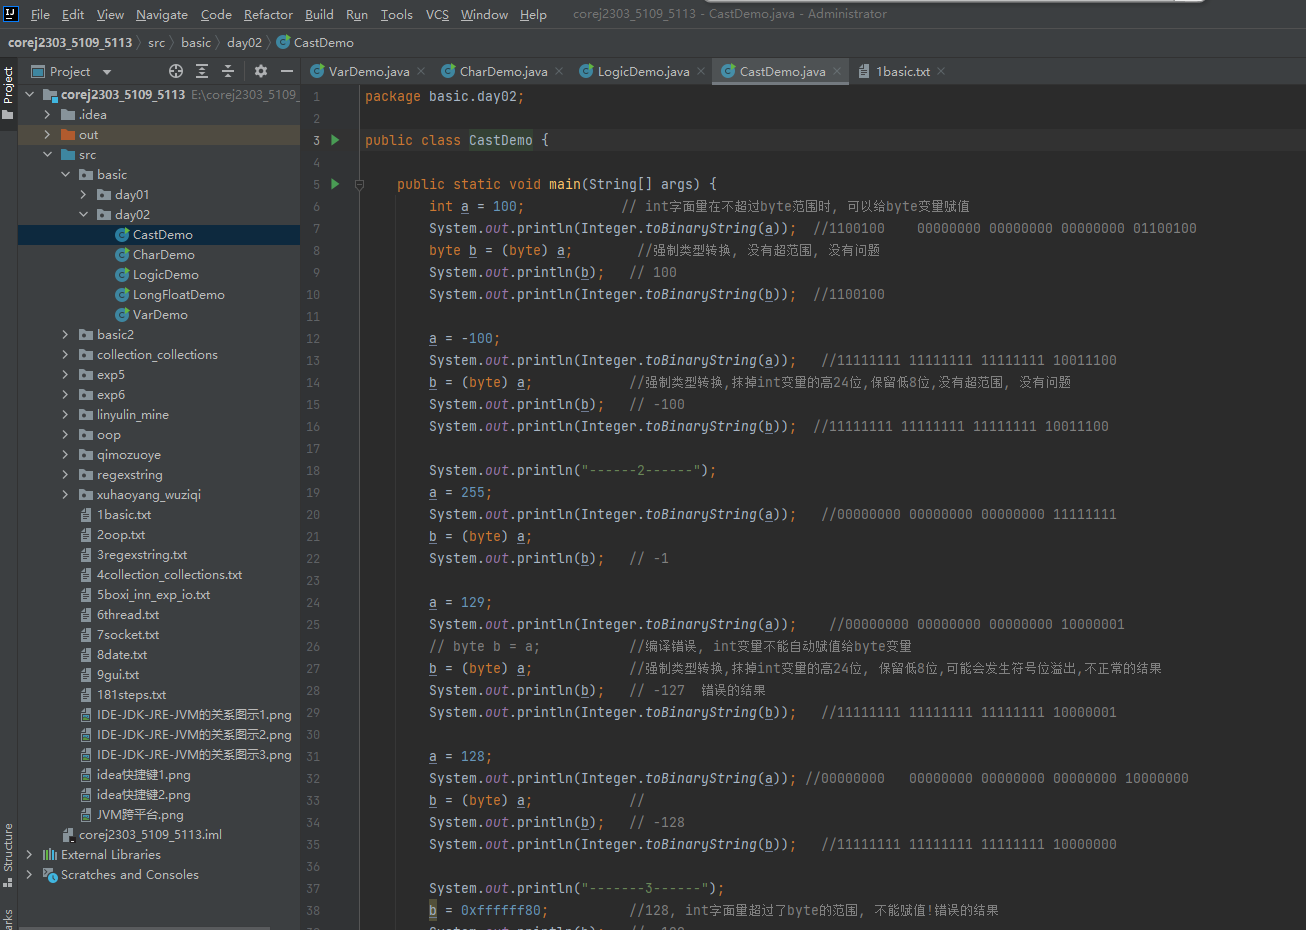 File Edit View Navigate Code Refactor Build Run Tools VCS Window Help corej2303_5109_5113 - CastDemo.java - Administrator
corej2303_5109_5113 src basic day02 CastDemo
Project
Project
VarDemo.java CharDemo.java LogicDemo.java CastDemo.java 1basic.txt
corej2303_5109_5113 E:\corej2303_5109_
.idea
out
src
basic
day01
day02
CastDemo
CharDemo
LogicDemo
LongFloatDemo
VarDemo
basic2
collection_collections
exp5
exp6
linyulin_mine
oop
qimozuoye
regexstring
xuhaoyang_wuziqi
1basic.txt
2oop.txt
3regexstring.txt
4collection_collections.txt
5boxi_inn_exp_io.txt
6thread.txt
7socket.txt
8date.txt
9gui.txt
181steps.txt
IDE-JDK-JRE-JVM的关系图示1.png
IDE-JDK-JRE-JVM的关系图示2.png
IDE-JDK-JRE-JVM的关系图示3.png
idea快捷键1.png
idea快捷键2.png
JVM跨平台.png
corej2303_5109_5113.iml
External Libraries
Scratches and Consoles
Structure
1 package basic.day02;
2
3 public class CastDemo {
4
5 public static void main(String[] args) {
6 int a = 100; // int字面量在不超过byte范围时, 可以给byte变量赋值
7 System.out.println(Integer.toBinaryString(a)); //1100100 00000000 00000000 00000000 01100100
8 byte b = (byte) a; //强制类型转换, 没有超范围, 没有问题
9 System.out.println(b); // 100
10 System.out.println(Integer.toBinaryString(b)); //1100100
11
12 a = -100;
13 System.out.println(Integer.toBinaryString(a)); //11111111 11111111 11111111 10011100
14 b = (byte) a; //强制类型转换,抹掉int变量的高24位,保留低8位,没有超范围, 没有问题
15 System.out.println(b); // -100
16 System.out.println(Integer.toBinaryString(b)); //11111111 11111111 11111111 10011100
17
18 System.out.println("------2------");
19 a = 255;
20 System.out.println(Integer.toBinaryString(a)); //00000000 00000000 00000000 11111111
21 b = (byte) a;
22 System.out.println(b); // -1
23
24 a = 129;
25 System.out.println(Integer.toBinaryString(a)); //00000000 00000000 00000000 10000001
26 // byte b = a; //编译错误, int变量不能自动赋值给byte变量
27 b = (byte) a; //强制类型转换,抹掉int变量的高24位, 保留低8位,可能会发生符号位溢出,不正常的结果
28 System.out.println(b); // -127 错误的结果
29 System.out.println(Integer.toBinaryString(b)); //11111111 11111111 11111111 10000001
30
31 a = 128;
32 System.out.println(Integer.toBinaryString(a)); //00000000 00000000 00000000 00000000 10000000
33 b = (byte) a; //
34 System.out.println(b); // -128
35 System.out.println(Integer.toBinaryString(b)); //11111111 11111111 11111111 10000000
36
37 System.out.println("-------3------");
38 b = 0xffffff80; //128, int字面量超过了byte的范围, 不能赋值!错误的结果